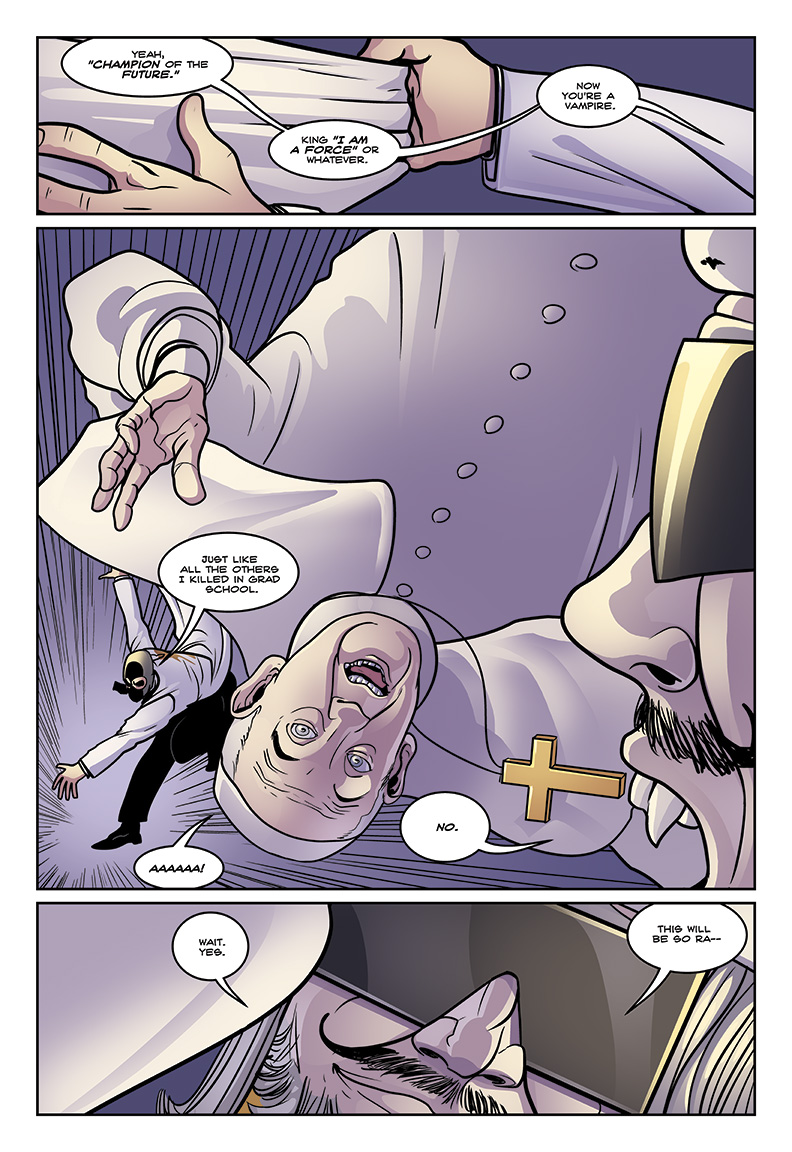 YEAH,
"CHAMPION OF THE
FUTURE."
KING "I AM
A FORCE" OR
WHATEVER.
NOW
YOU'RE A
VAMPIRE.
JUST LIKE
ALL THE OTHERS
I KILLED IN GRAD
SCHOOL.
AAAAAA!
NO.
WAIT.
YES.
THIS WILL
BE SO RA--